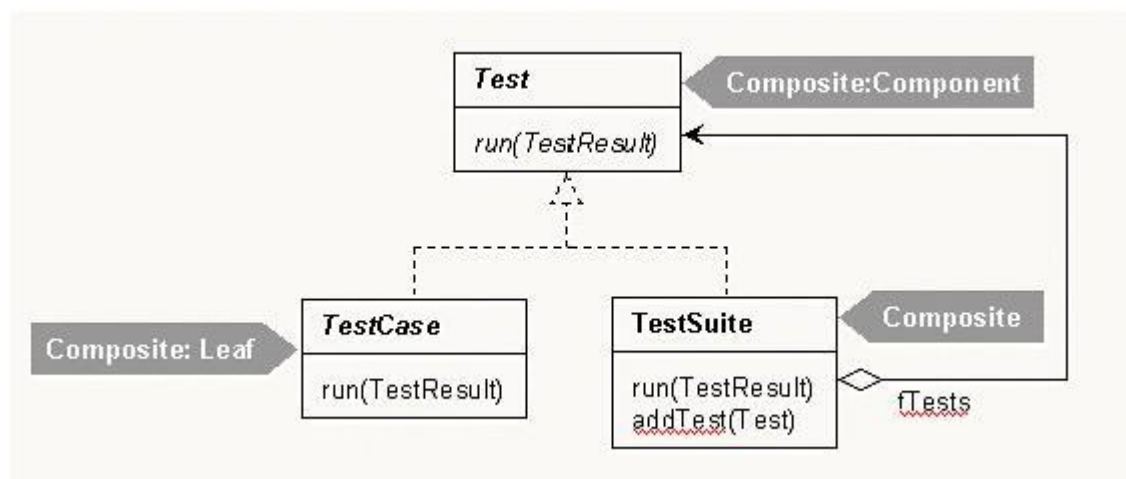 Test
Composite:Component
run(TestResult)
TestCase
TestSuite
Composite
Composite: Leaf
run(TestResult)
run(TestResult)
addTest(Test)
fTests